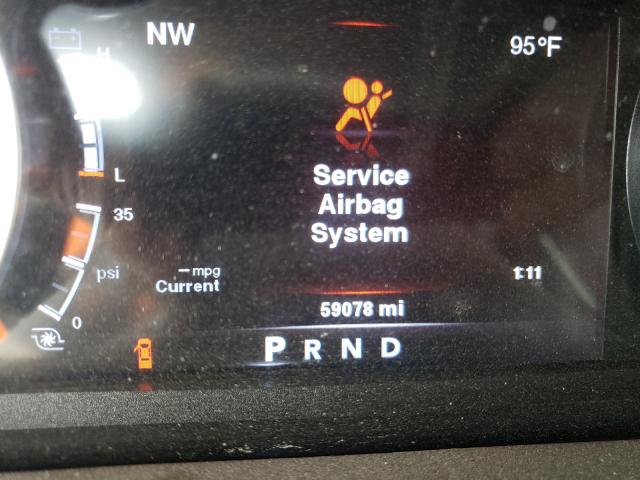 NW
95°F
H
Service
Airbag
System
L
35
psi
-- mpg
Current
1:11
59078 mi
0
P R N D